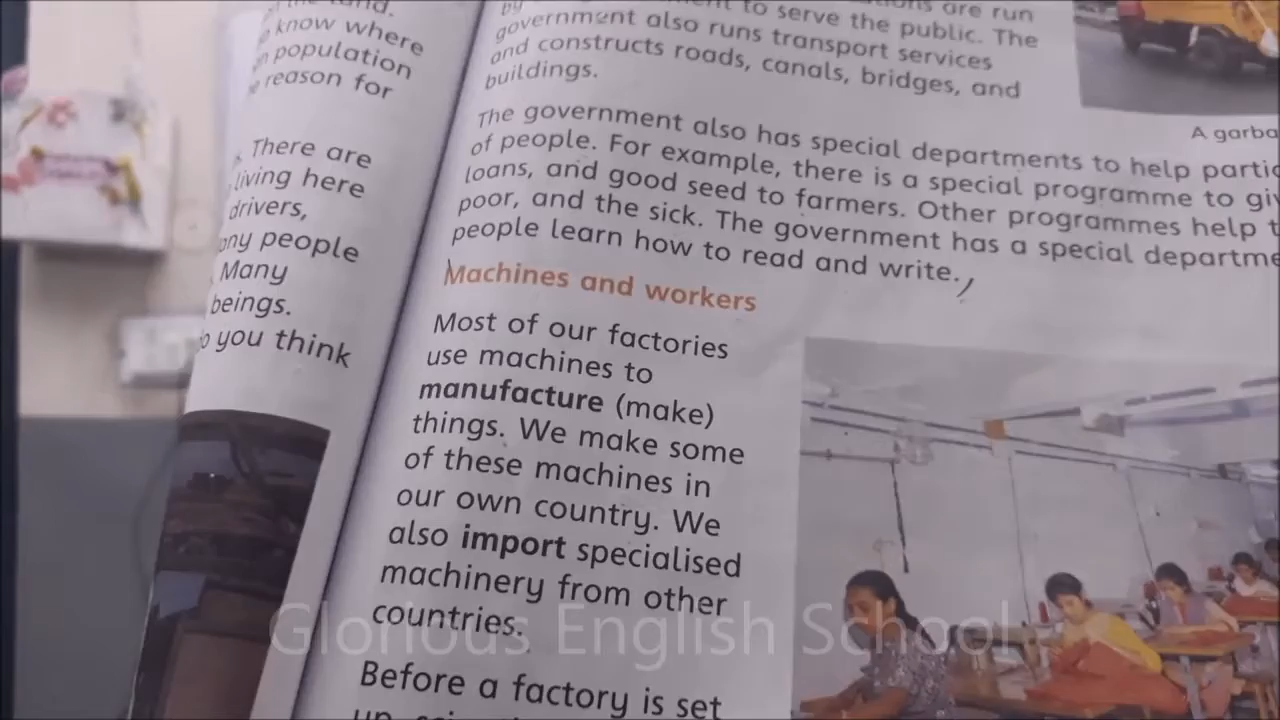 know where
population
reason for
There are
living here
drivers,
any people
Many
beings.
you think
are run
to serve the public. The
government also runs transport services
and constructs roads, canals, bridges, and
buildings.
A garba
The government also has special departments to help partic
of people. For example, there is a special programme to giv
loans, and good seed to farmers. Other programmes help t
poor, and the sick. The government has a special departme
people learn how to read and write.
Machines and workers
Most of our factories
use machines to
manufacture (make)
things. We make some
of these machines in
our own country. We
also import specialised
machinery from other
countries.
Before a factory is set
Glorious English School